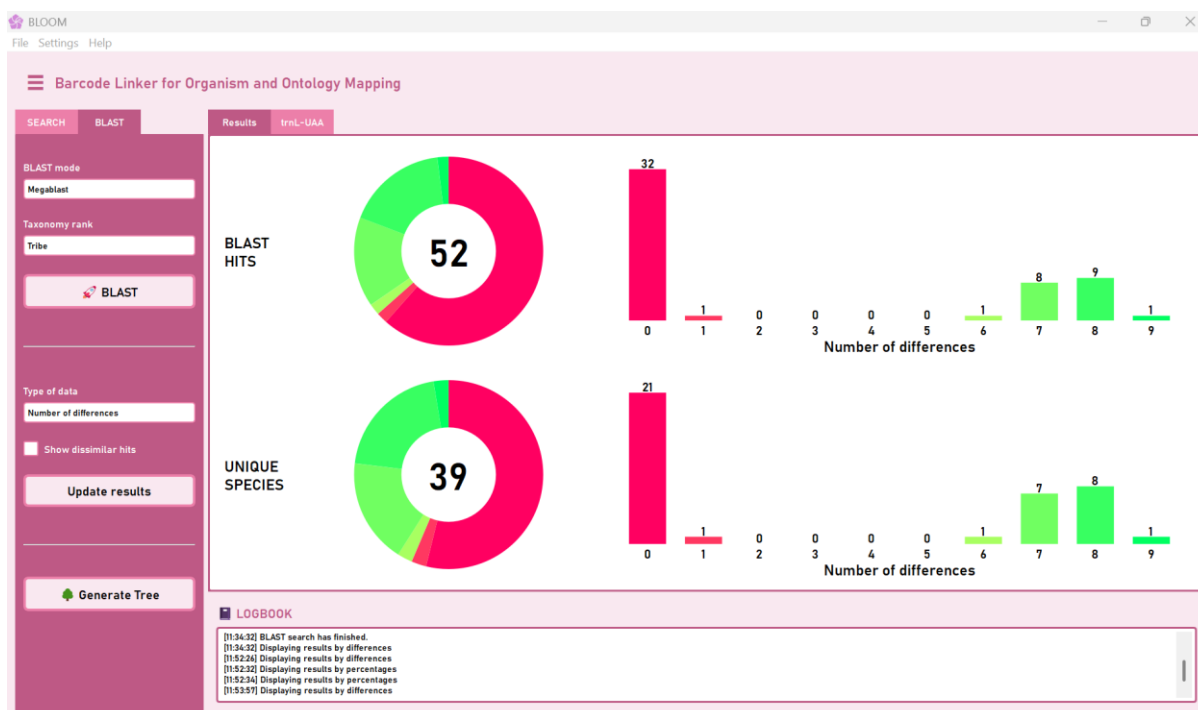 BLOOM
File Settings Help
Barcode Linker for Organism and Ontology Mapping
SEARCH BLAST
BLAST mode
Megablast
Taxonomy rank
Tribe
🚀 BLAST
Type of data
Number of differences
Show dissimilar hits
Update results
🌳 Generate Tree
Results trnL-UAA
BLAST
HITS
52
32 1 0 0 0 0 1 8 9 1
0 1 2 3 4 5 6 7 8 9
Number of differences
UNIQUE
SPECIES
39
21 1 0 0 0 0 1 7 8 1
0 1 2 3 4 5 6 7 8 9
Number of differences
LOGBOOK
[11:34:32] BLAST search has finished.
[11:34:32] Displaying results by differences
[11:52:26] Displaying results by differences
[11:52:32] Displaying results by percentages
[11:52:34] Displaying results by percentages
[11:53:57] Displaying results by differences